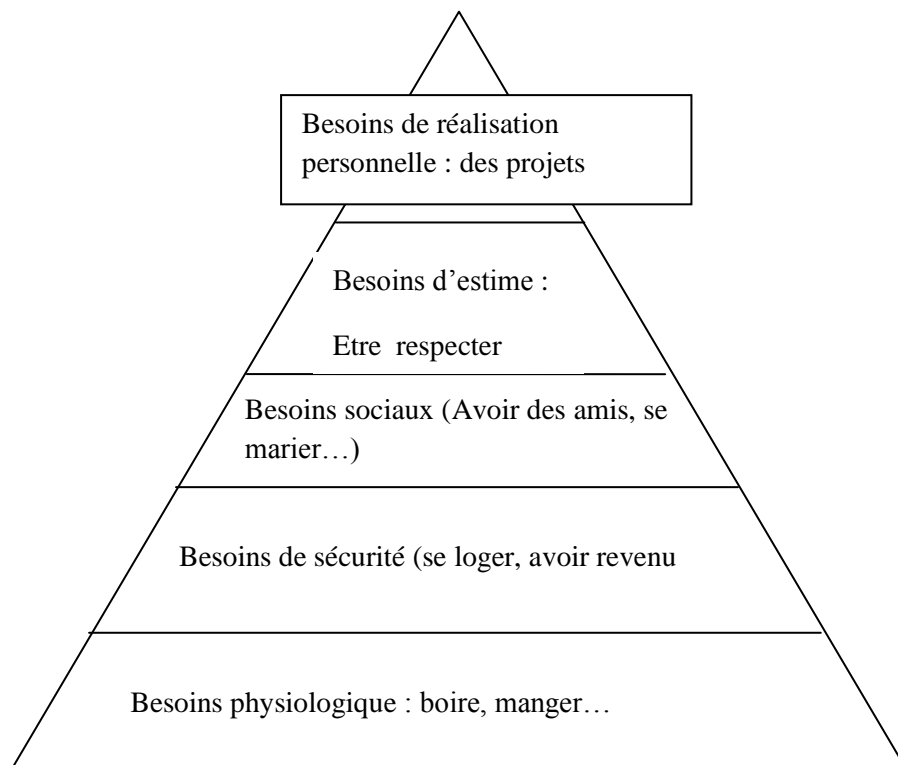 Besoins de réalisation
personnelle : des projets
Besoins d’estime :
Etre respecter
Besoins sociaux (Avoir des amis, se
marier…)
Besoins de sécurité (se loger, avoir revenu
Besoins physiologique : boire, manger…